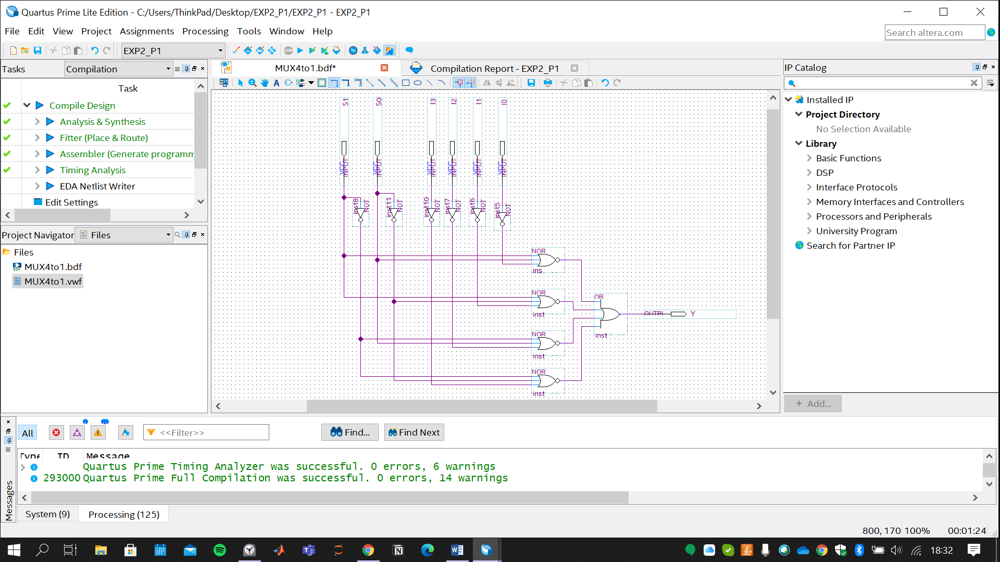 Quartus Prime Lite Edition - C:/Users/ThinkPad/Desktop/EXP2_P1/EXP2_P1 - EXP2_P1
File Edit View Project Assignments Processing Tools Window Help
Search altera.com
EXP2_P1
Tasks Compilation
Task
Compile Design
Analysis & Synthesis
Fitter (Place & Route)
Assembler (Generate programm
Timing Analysis
EDA Netlist Writer
Edit Settings
Project Navigator Files
Files
MUX4to1.bdf
MUX4to1.vwf
MUX4to1.bdf*
Compilation Report - EXP2_P1
S1 S0 I3 I2 I1 I0
VCC INPUT VCC INPUT VCC INPUT VCC INPUT VCC INPUT VCC INPUT
inst8 NOT inst11 NOT inst10 NOT inst7 NOT inst6 NOT inst5 NOT
NOR
ins
NOR
inst
OR
inst
OUTPU Y
NOR
inst
NOR
inst
IP Catalog
Installed IP
Project Directory
No Selection Available
Library
Basic Functions
DSP
Interface Protocols
Memory Interfaces and Controllers
Processors and Peripherals
University Program
Search for Partner IP
+ Add...
Messages
All
<<Filter>>
Find... Find Next
Type ID Message
Quartus Prime Timing Analyzer was successful. 0 errors, 6 warnings
293000 Quartus Prime Full Compilation was successful. 0 errors, 14 warnings
System (9) Processing (125)
800, 170 100% 00:01:24
18:32